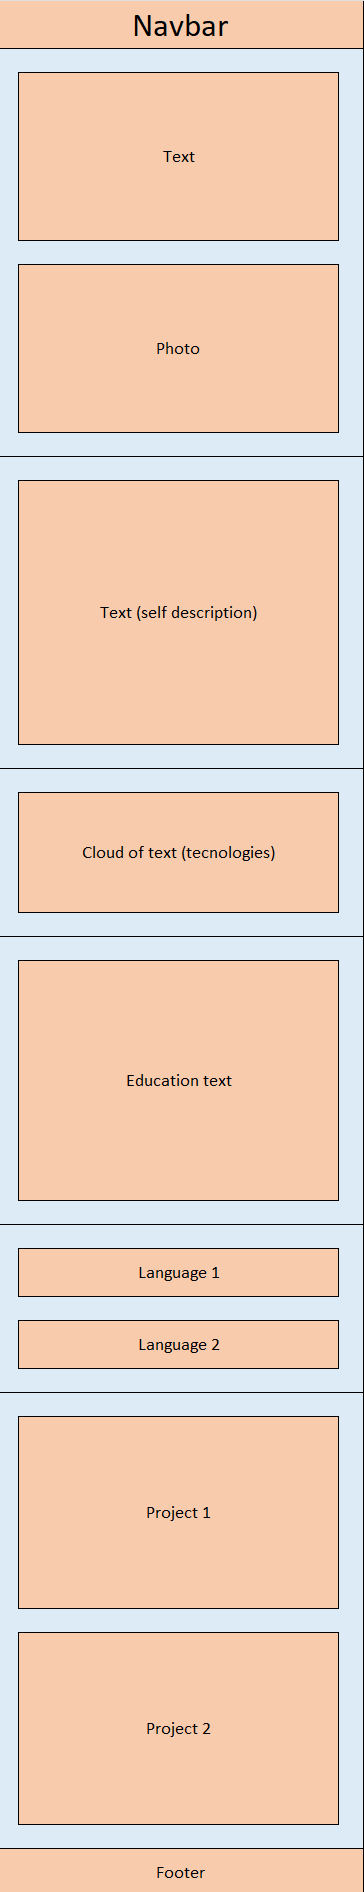 Navbar
Text
Photo
Text (self description)
Cloud of text (tecnologies)
Education text
Language 1
Language 2
Project 1
Project 2
Footer